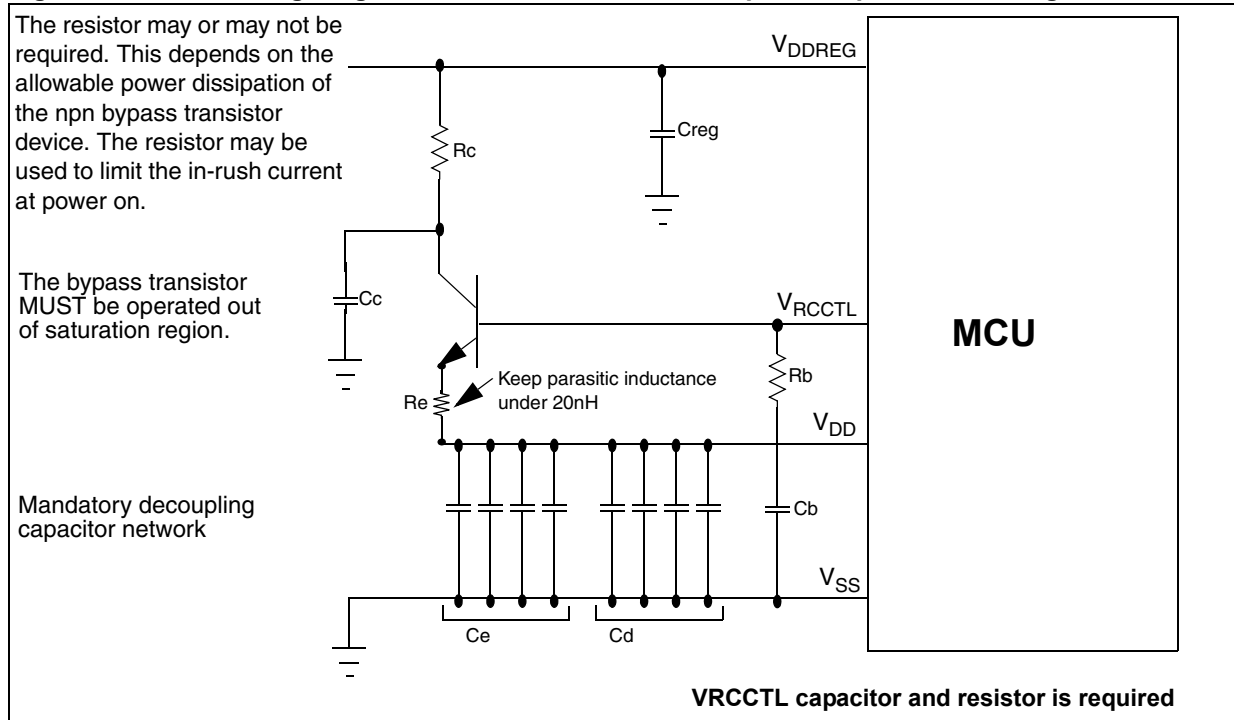 The resistor may or may not be
required. This depends on the
allowable power dissipation of
the npn bypass transistor
device. The resistor may be
used to limit the in-rush current
at power on.
VDDREG
Creg
Rc
The bypass transistor
MUST be operated out
of saturation region.
Cc
VRCCTL
MCU
Rb
Keep parasitic inductance
under 20nH
Re
VDD
Mandatory decoupling
capacitor network
Cb
VSS
Ce
Cd
VRCCTL capacitor and resistor is required